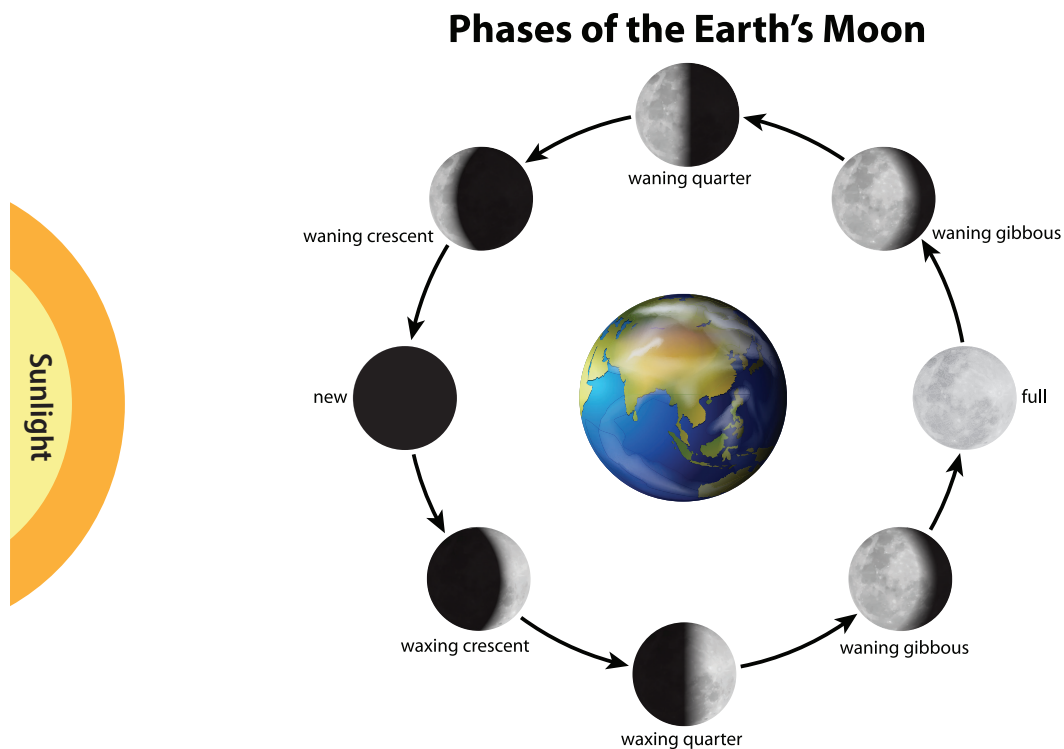 Phases of the Earth's Moon
waning quarter
waning crescent
waning gibbous
Sunlight
new
full
waxing crescent
waning gibbous
waxing quarter